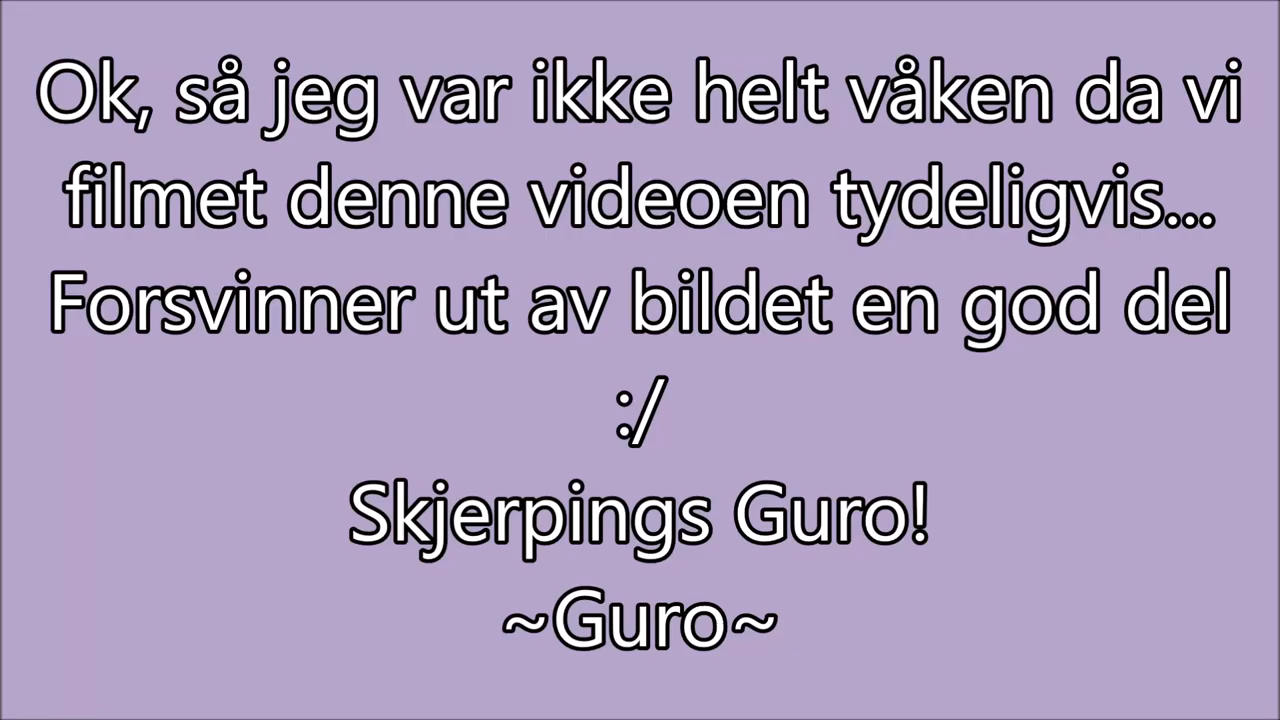 Ok, så jeg var ikke helt våken da vi
filmet denne videoen tydeligvis...
Forsvinner ut av bildet en god del
:/
Skjerpings Guro!
~Guro~